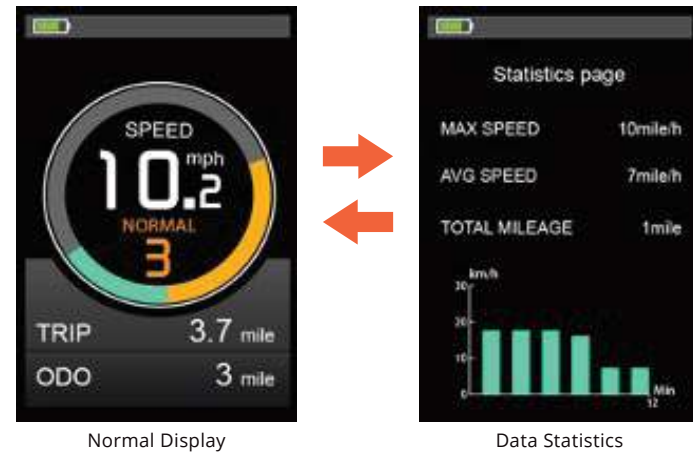 SPEED
10.2 mph
NORMAL
3
TRIP 3.7 mile
ODO 3 mile
Normal Display
Statistics page
MAX SPEED 10mile/h
AVG SPEED 7mile/h
TOTAL MILEAGE 1mile
km/h
30
20
10
0
Min
12
Data Statistics